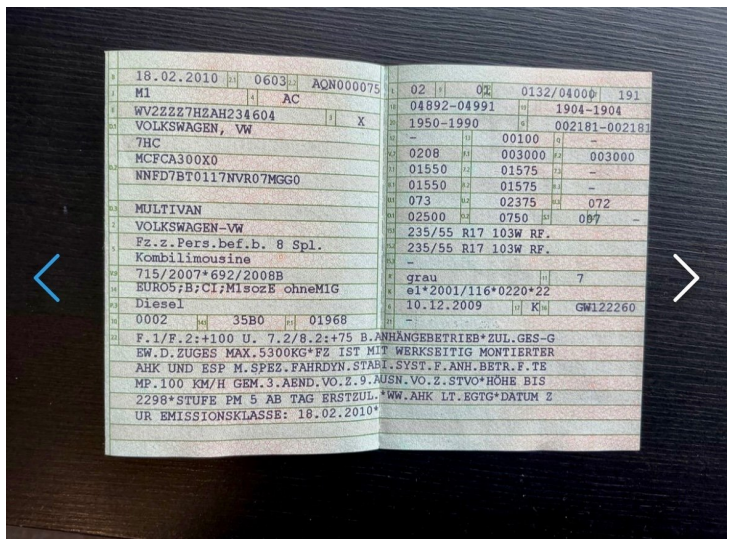 18.02.2010 0603 AQN000075
M1 AC
WV2ZZZ7HZAH234604 X
VOLKSWAGEN, VW
7HC
MCFCA300X0
NNFD7BT0117NVR07MGG0
MULTIVAN
VOLKSWAGEN-VW
Fz.z.Pers.bef.b. 8 Spl.
Kombilimousine
715/2007*692/2008B
EURO5;B;CI;M1sozE ohneM1G
Diesel
0002 35B0 01968
02 0132/04000 191
04892-04991 1904-1904
1950-1990 002181-002181
- 00100 -
0208 003000 003000
01550 01575 -
01550 01575 -
073 02375 072
02500 0750 -
235/55 R17 103W RF.
235/55 R17 103W RF.
-
grau 7
e1*2001/116*0220*22
10.12.2009 K GW122260
-
F.1/F.2:+100 U. 7.2/8.2:+75 B.ANHÄNGEBETRIEB*ZUL.GES-G
EW.D.ZUGES MAX.5300KG*FZ IST MIT WERKSEITIG MONTIERTER
AHK UND ESP M.SPEZ.FAHRDYN.STABI.SYST.F.ANH.BETR.F.TE
MP.100 KM/H GEM.3.AEND.VO.Z.9.AUSN.VO.Z.STVO*HÖHE BIS
2298*STUFE PM 5 AB TAG ERSTZUL.*WW.AHK LT.EGTG*DATUM Z
UR EMISSIONSKLASSE: 18.02.2010*